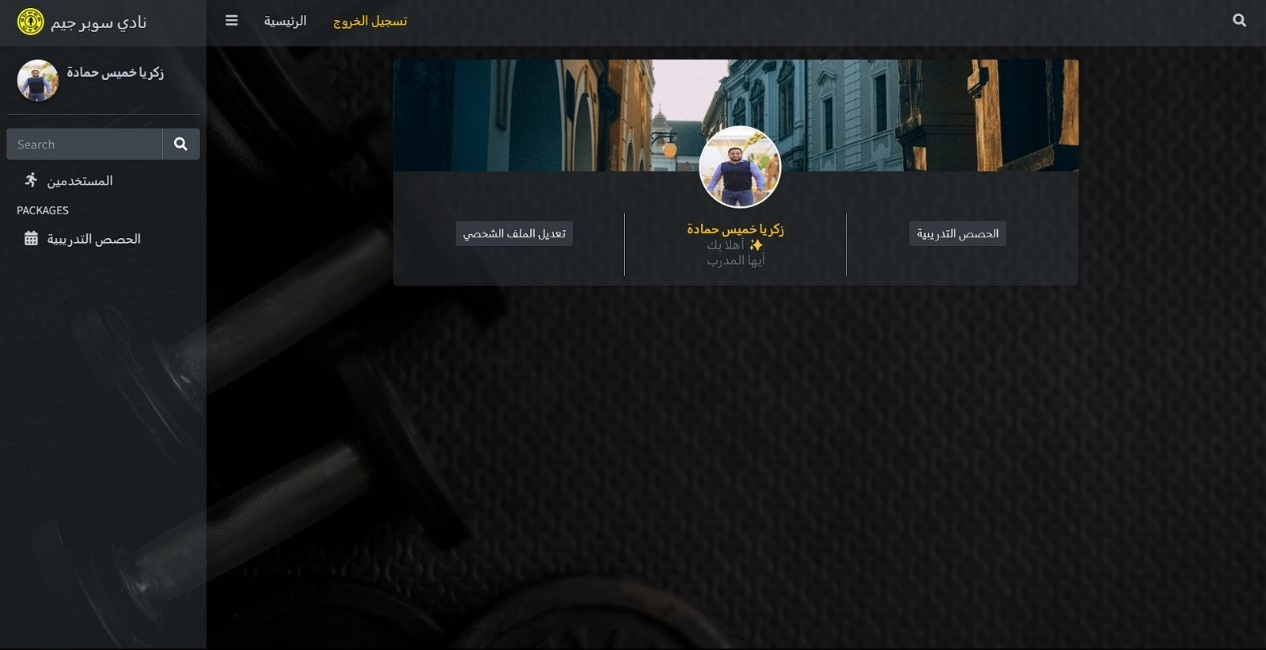 نادي سوبر جيم
الرئيسية
تسجيل الخروج
زكريا خميس حمادة
Search
المستخدمين
PACKAGES
الحصص التدريبية
تعديل الملف الشخصي
زكريا خميس حمادة
✨ أهلا بك
أيها المدرب
الحصص التدريبية